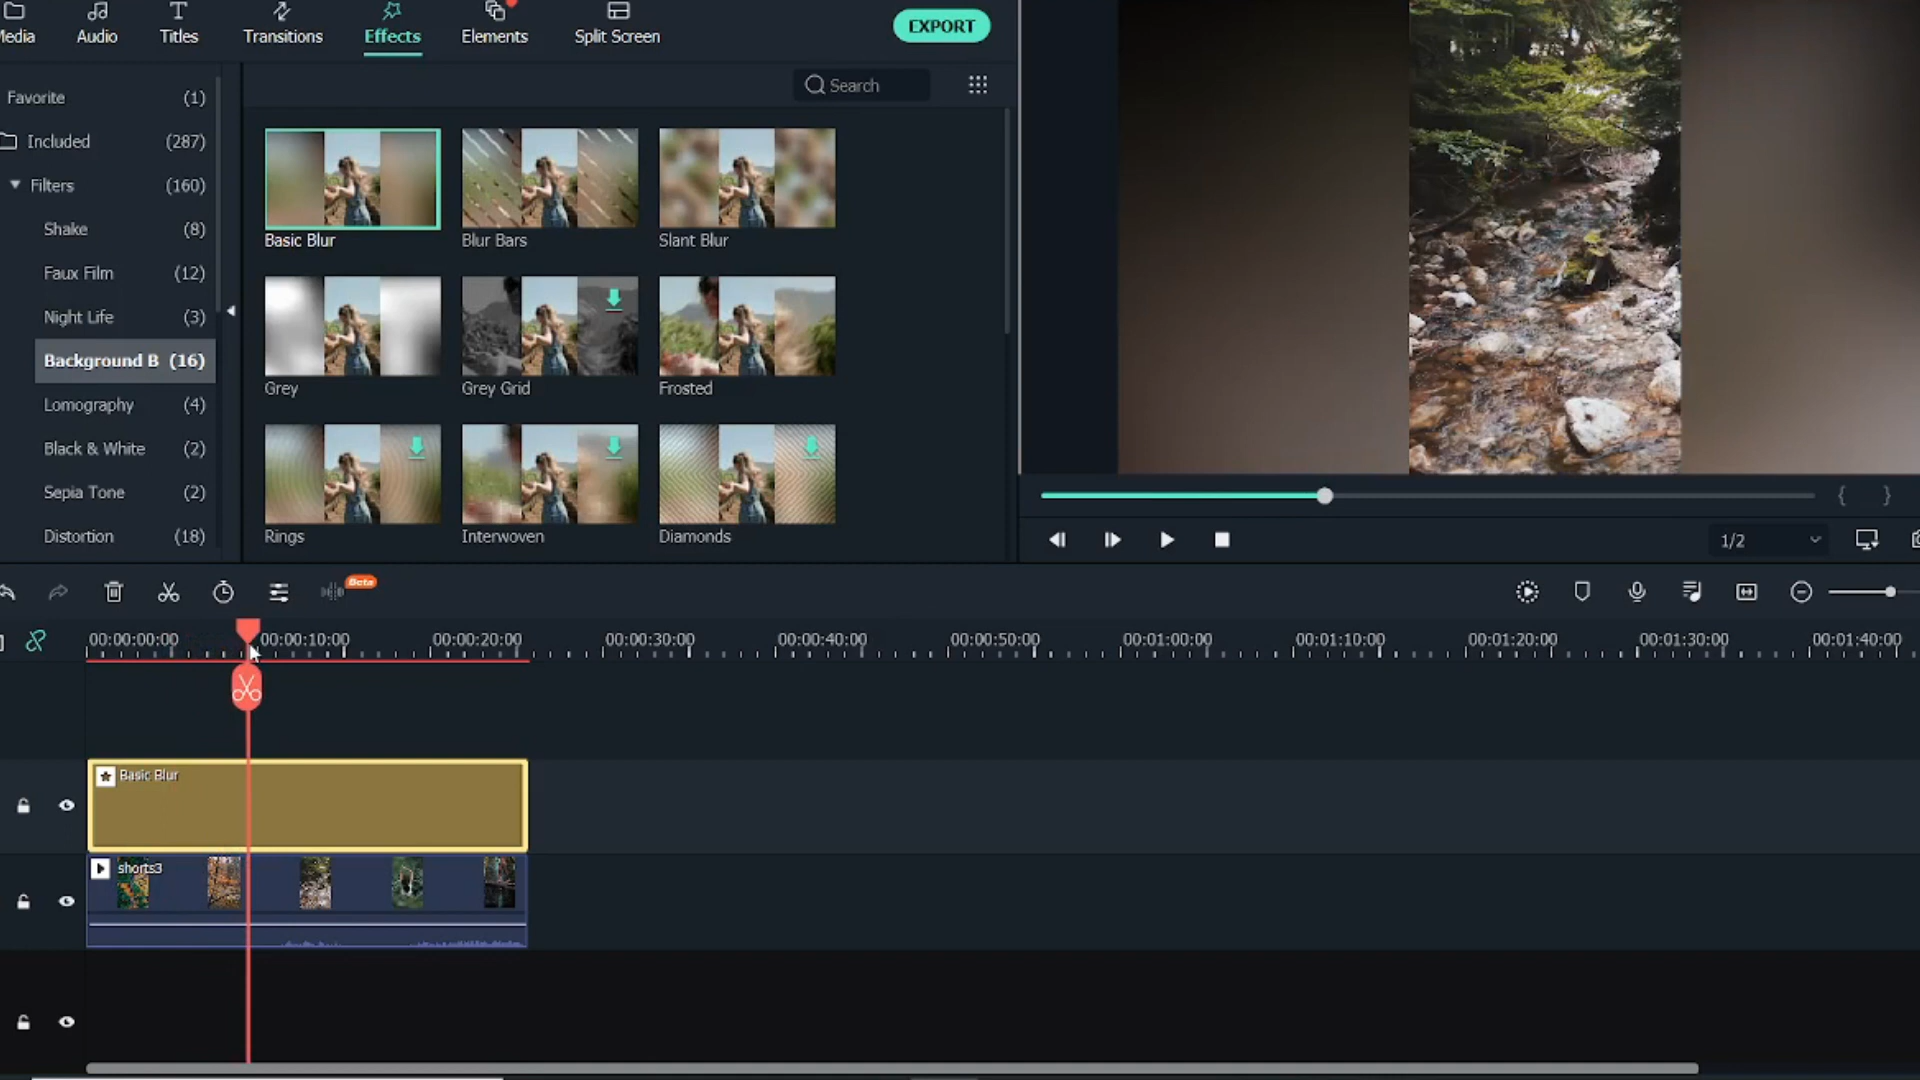 Media Audio Titles Transitions Effects Elements Split Screen EXPORT
Search
Favorite (1)
Included (287)
Filters (160)
Shake (8)
Faux Film (12)
Night Life (3)
Background B (16)
Lomography (4)
Black & White (2)
Sepia Tone (2)
Distortion (18)
Basic Blur Blur Bars Slant Blur
Grey Grey Grid Frosted
Rings Interwoven Diamonds
{ }
1/2
Beta
00:00:00:00 00:00:10:00 00:00:20:00 00:00:30:00 00:00:40:00 00:00:50:00 00:01:00:00 00:01:10:00 00:01:20:00 00:01:30:00 00:01:40:00
Basic Blur
shorts3